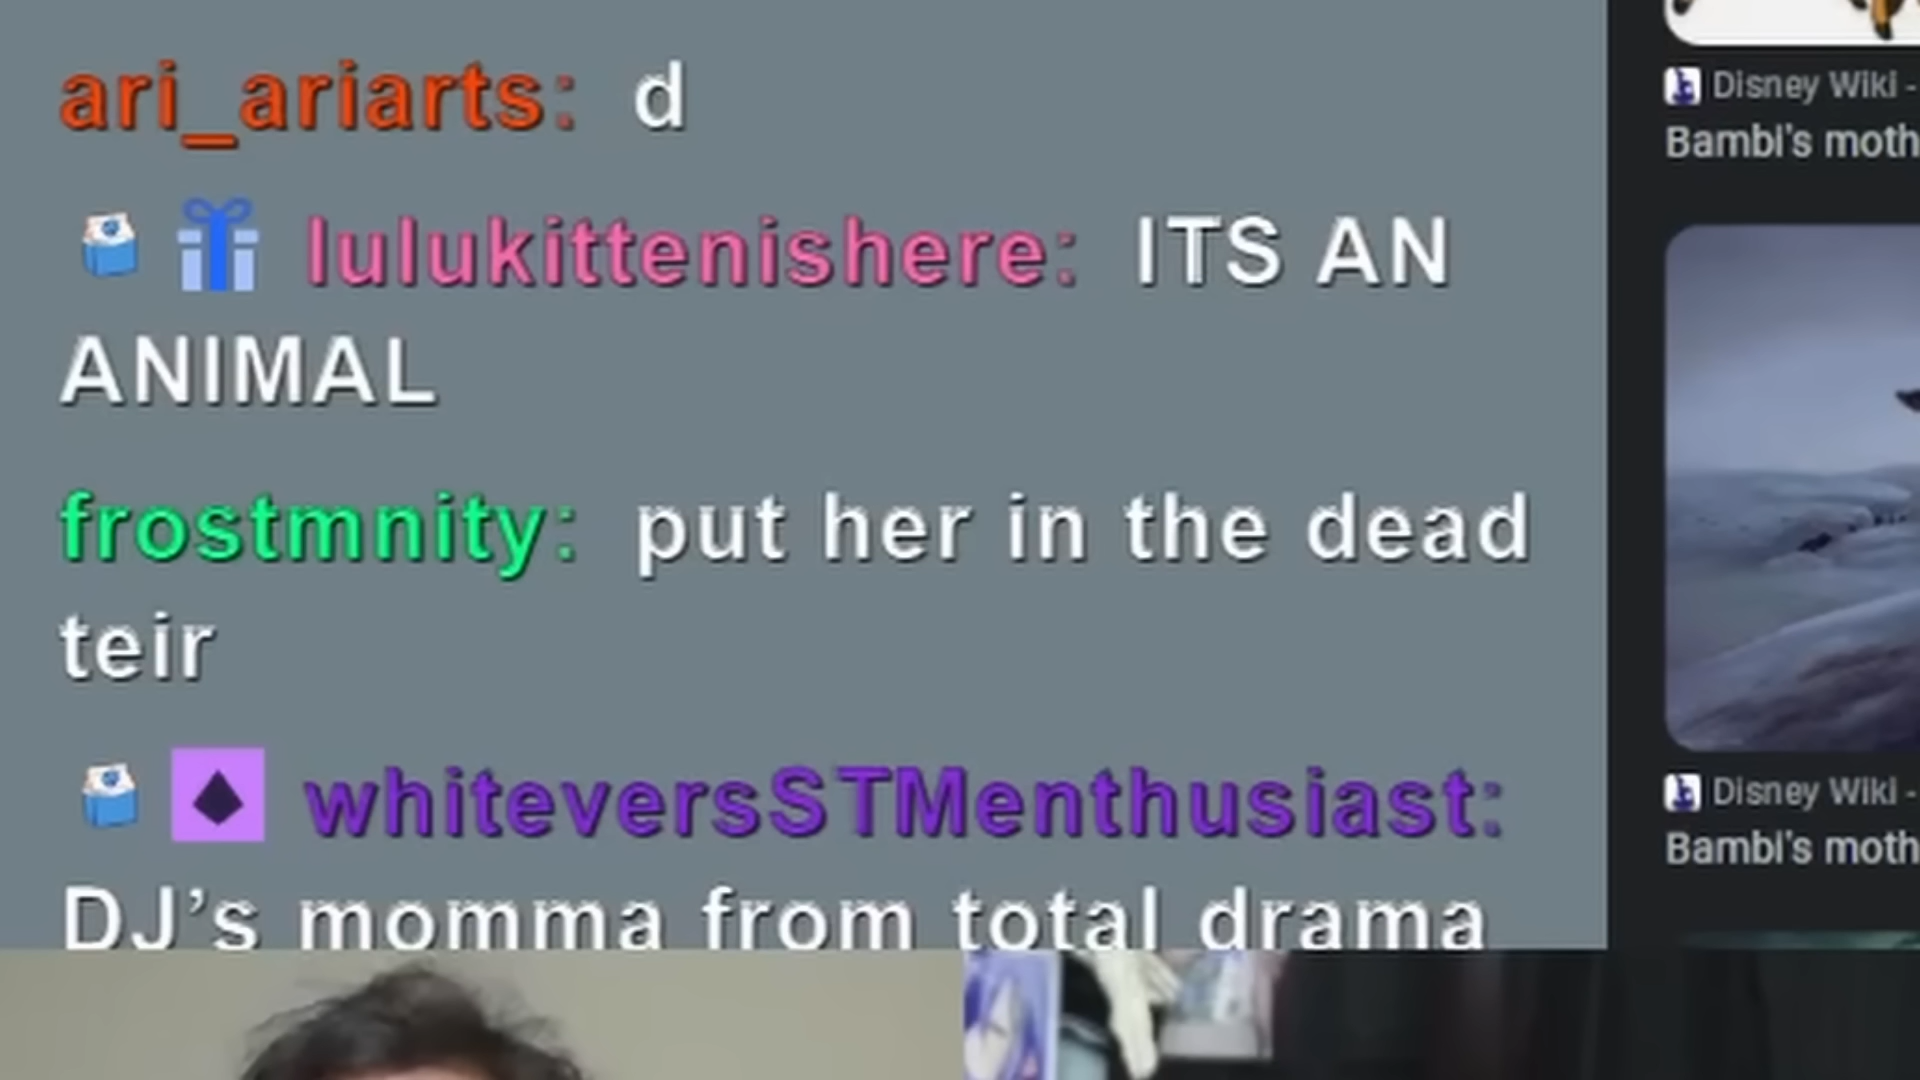 ari_ariarts: d
lulukittenishere: ITS AN
ANIMAL
frostmnity: put her in the dead
teir
whiteversSTMenthusiast:
DJ’s momma from total drama
Disney Wiki -
Bambi's moth
Disney Wiki -
Bambi's moth